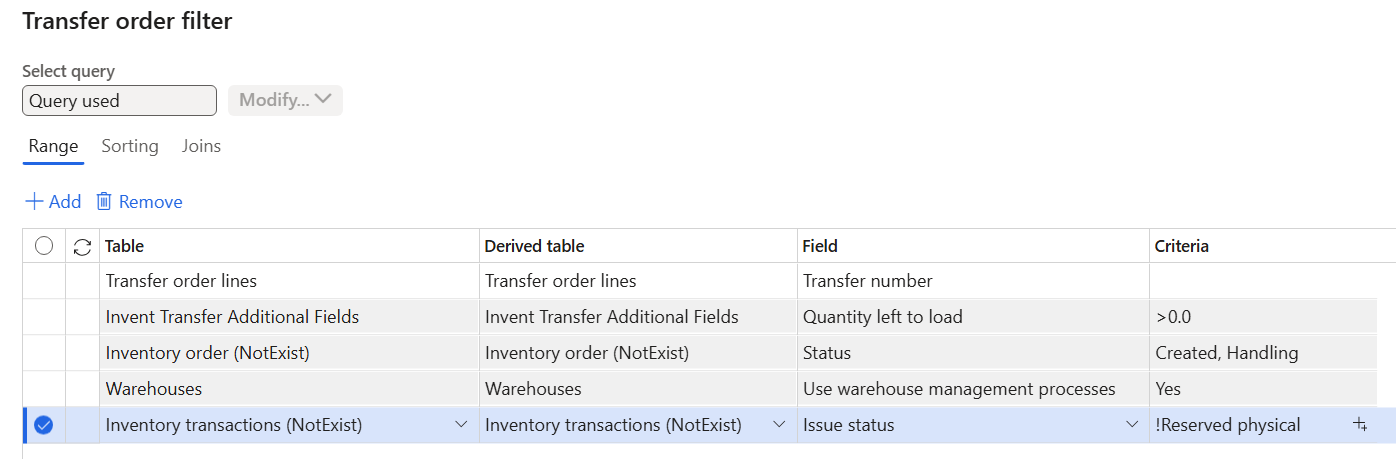 Transfer order filter
Select query
Query used Modify...
Range Sorting Joins
Add Remove
Table Derived table Field Criteria
Transfer order lines Transfer order lines Transfer number
Invent Transfer Additional Fields Invent Transfer Additional Fields Quantity left to load >0.0
Inventory order (NotExist) Inventory order (NotExist) Status Created, Handling
Warehouses Warehouses Use warehouse management processes Yes
Inventory transactions (NotExist) Inventory transactions (NotExist) Issue status !Reserved physical